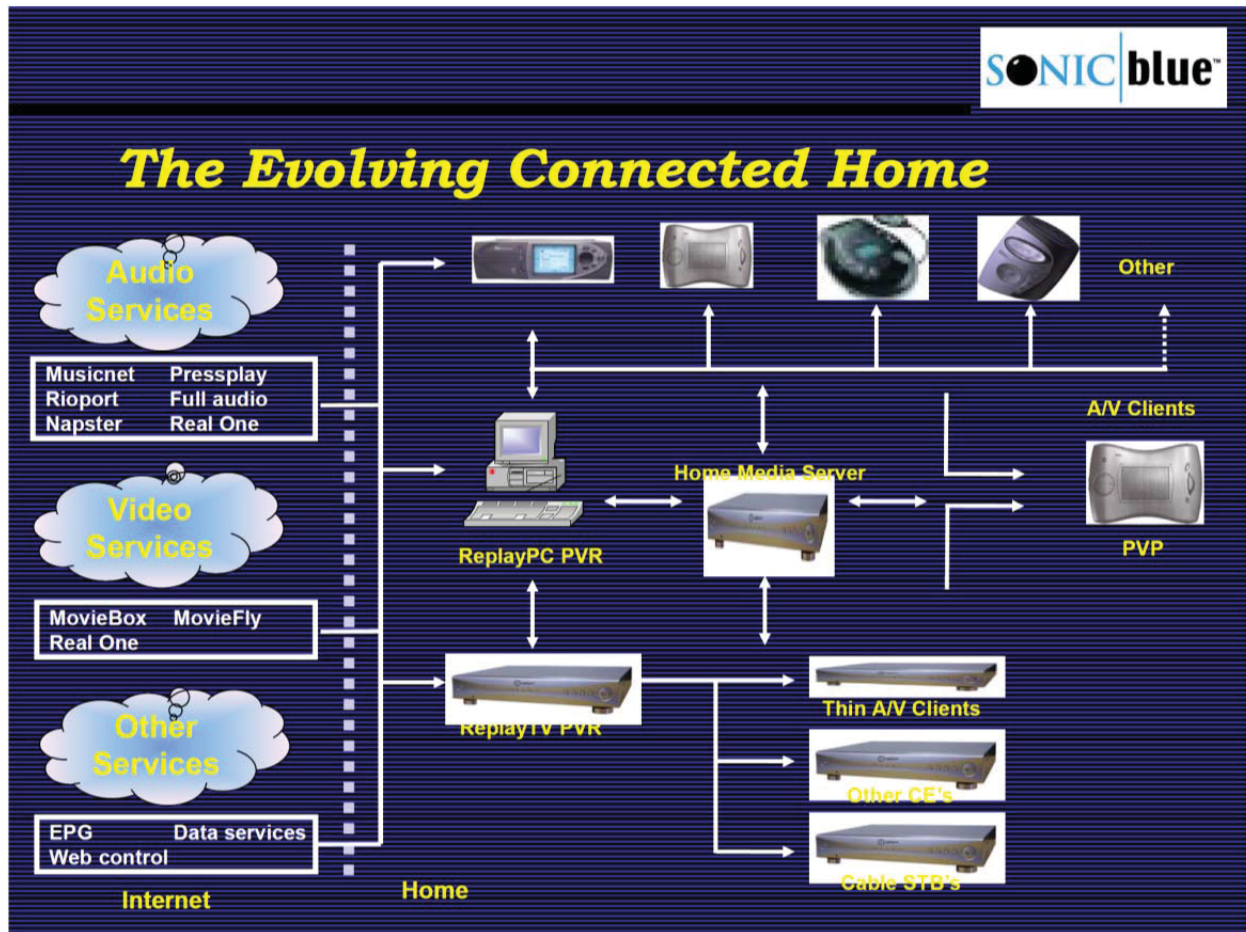 SONIC|blue™
The Evolving Connected Home
Audio
Services
Musicnet Pressplay
Rioport Full audio
Napster Real One
Video
Services
MovieBox MovieFly
Real One
Other
Services
EPG Data services
Web control
Internet
Home
Other
A/V Clients
Home Media Server
ReplayPC PVR
PVP
ReplayTV PVR
Thin A/V Clients
Other CE's
Cable STB's